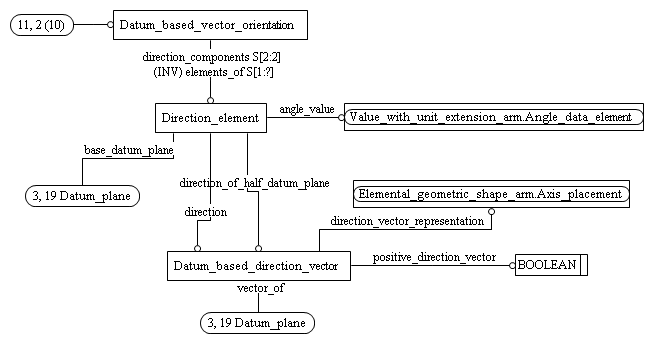 11, 2 (10)
Datum_based_vector_orientation
direction_components S[2:2]
(INV) elements_of S[1:?]
Direction_element
angle_value
Value_with_unit_extension_arm.Angle_data_element
base_datum_plane
3, 19 Datum_plane
direction_of_half_datum_plane
Elemental_geometric_shape_arm.Axis_placement
direction
direction_vector_representation
Datum_based_direction_vector
positive_direction_vector
BOOLEAN
vector_of
3, 19 Datum_plane